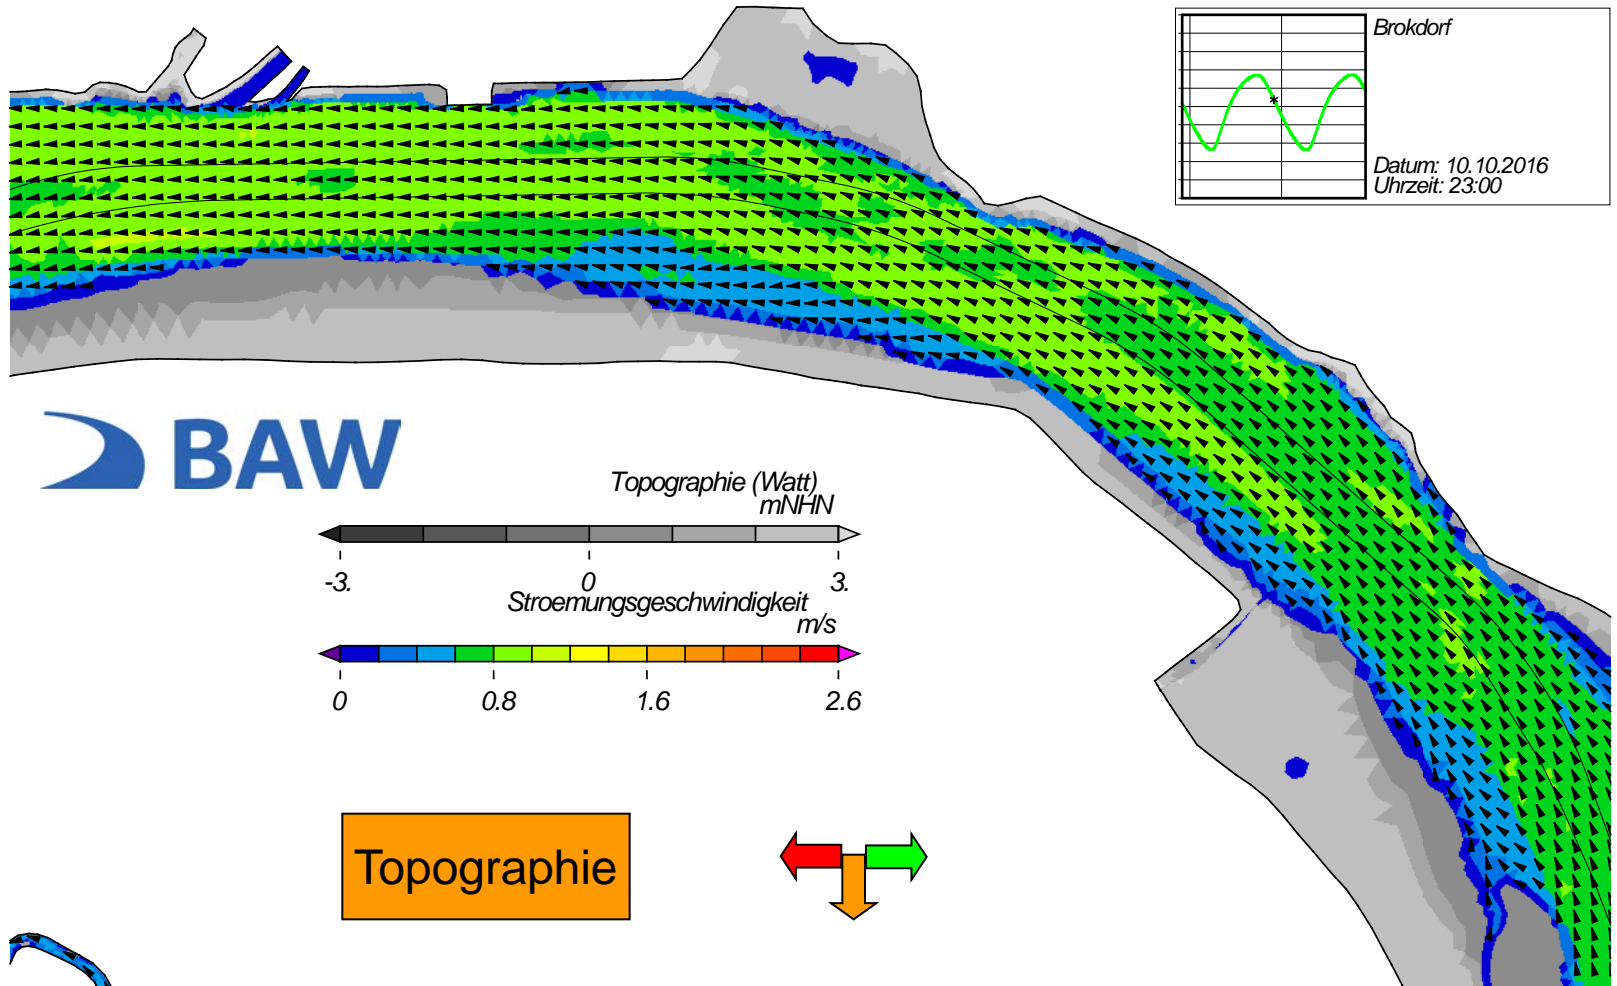 Brokdorf
Datum: 10.10.2016
Uhrzeit: 23:00
BAW
Topographie (Watt)
mNHN
-3. 0 3.
Stroemungsgeschwindigkeit
m/s
0 0.8 1.6 2.6
Topographie